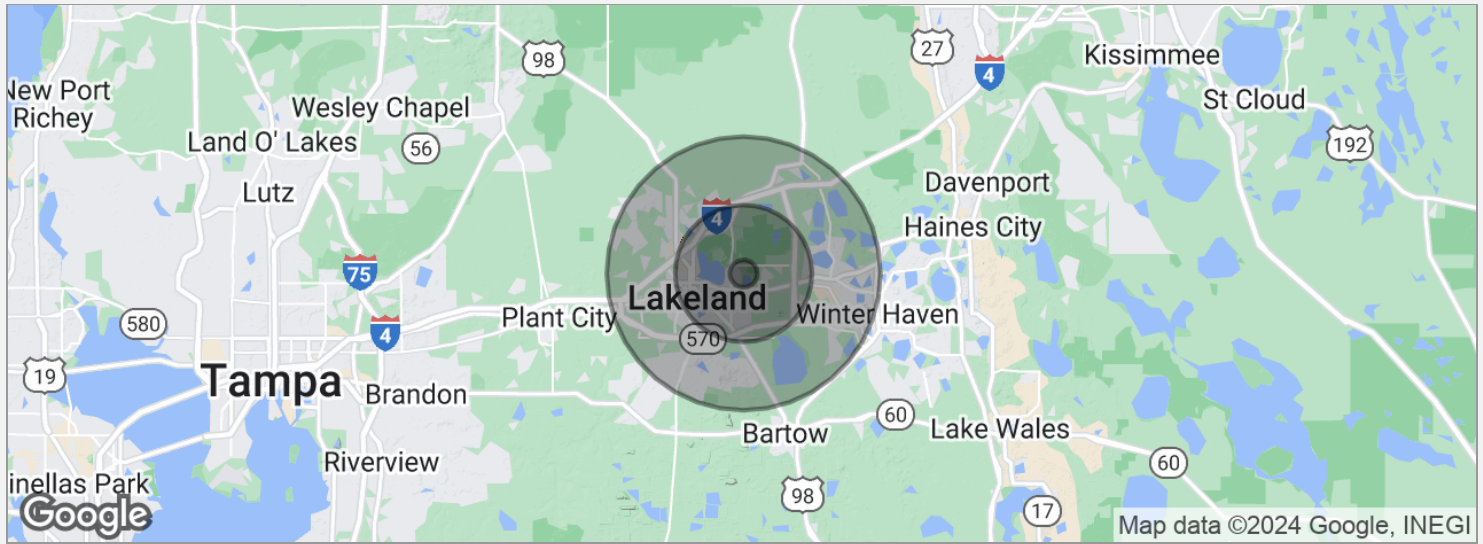 27
Kissimmee
98
4
New Port
Richey
Wesley Chapel
St Cloud
Land O' Lakes
56
192
Lutz
Davenport
4
Haines City
75
Lakeland
Plant City
Winter Haven
580
4
570
19
Tampa
Brandon
60
Bartow
Lake Wales
Riverview
60
inellas Park
98
17
Google
Map data ©2024 Google, INEGI